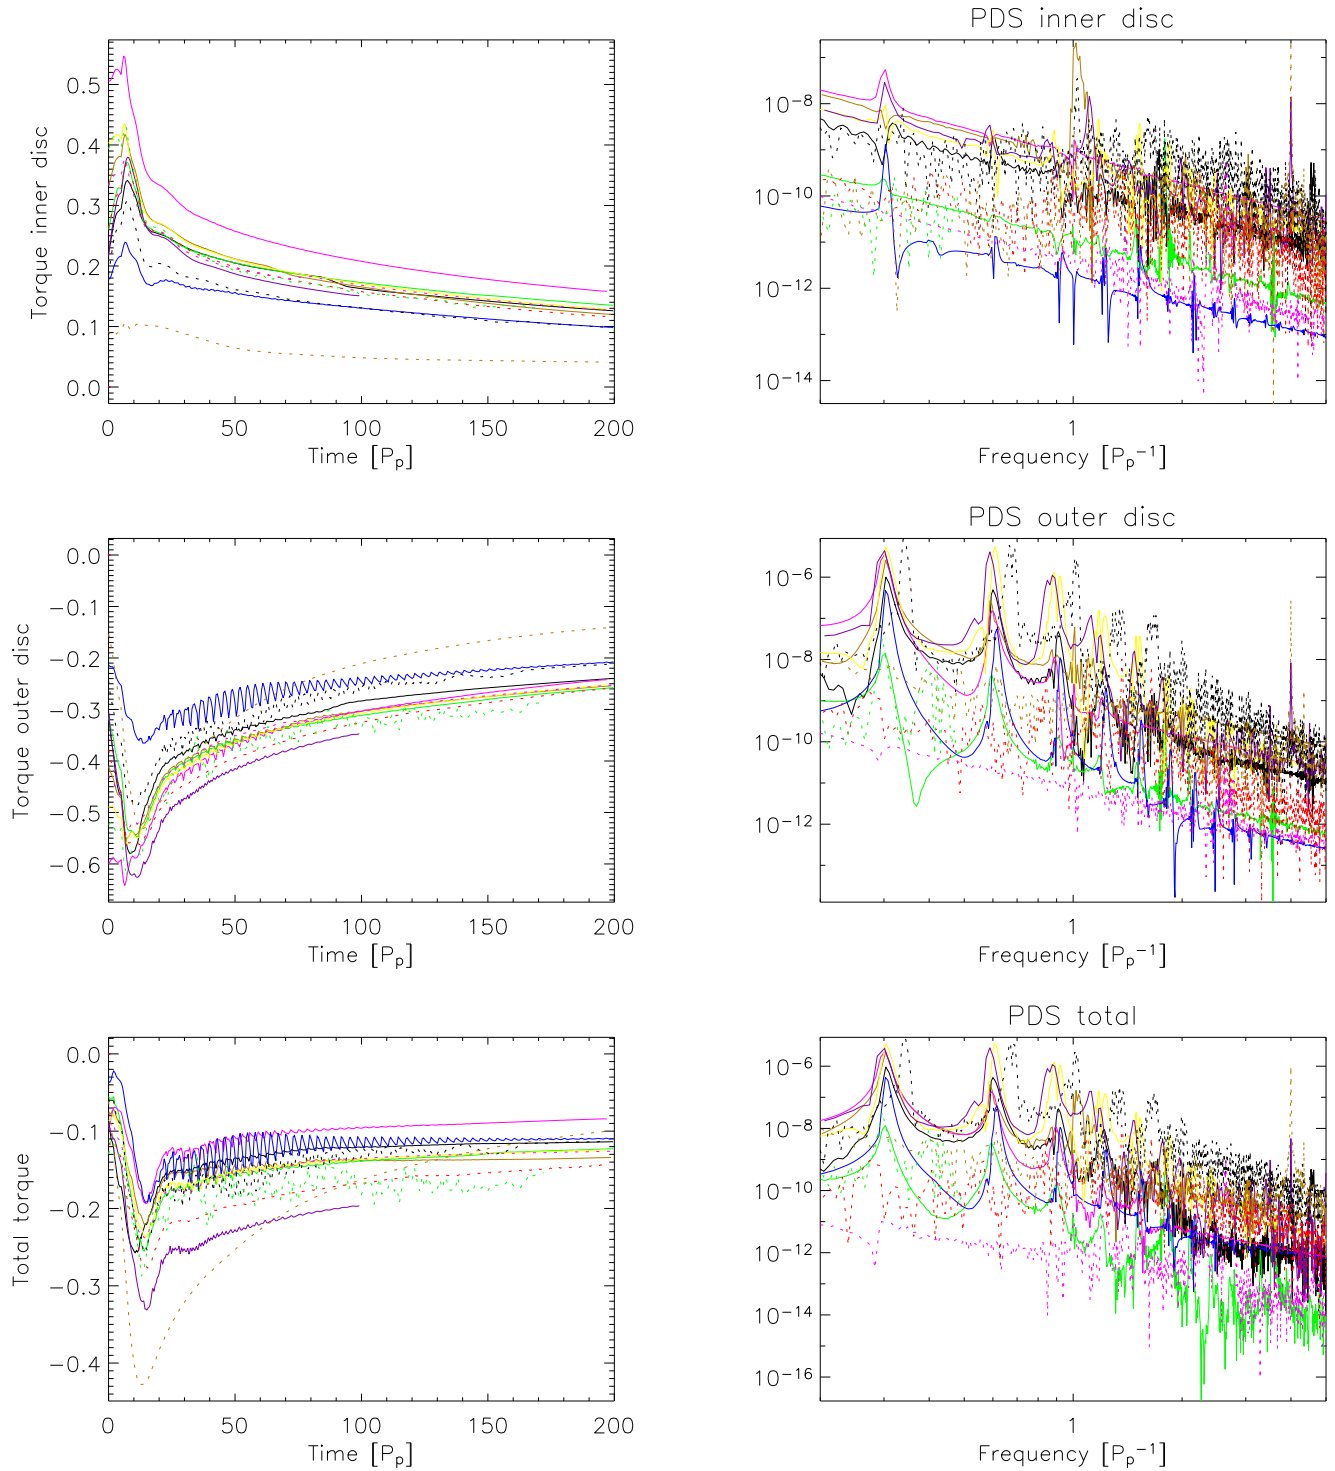 PDS inner disc
0.5
0.4
0.3
0.2
0.1
0.0
Torque inner disc
0 50 100 150 200
Time [Pp]
10⁻⁸
10⁻¹⁰
10⁻¹²
10⁻¹⁴
1
Frequency [Pp⁻¹]
PDS outer disc
0.0
−0.1
−0.2
−0.3
−0.4
−0.5
−0.6
Torque outer disc
0 50 100 150 200
Time [Pp]
10⁻⁶
10⁻⁸
10⁻¹⁰
10⁻¹²
1
Frequency [Pp⁻¹]
PDS total
0.0
−0.1
−0.2
−0.3
−0.4
Total torque
0 50 100 150 200
Time [Pp]
10⁻⁶
10⁻⁸
10⁻¹⁰
10⁻¹²
10⁻¹⁴
10⁻¹⁶
1
Frequency [Pp⁻¹]